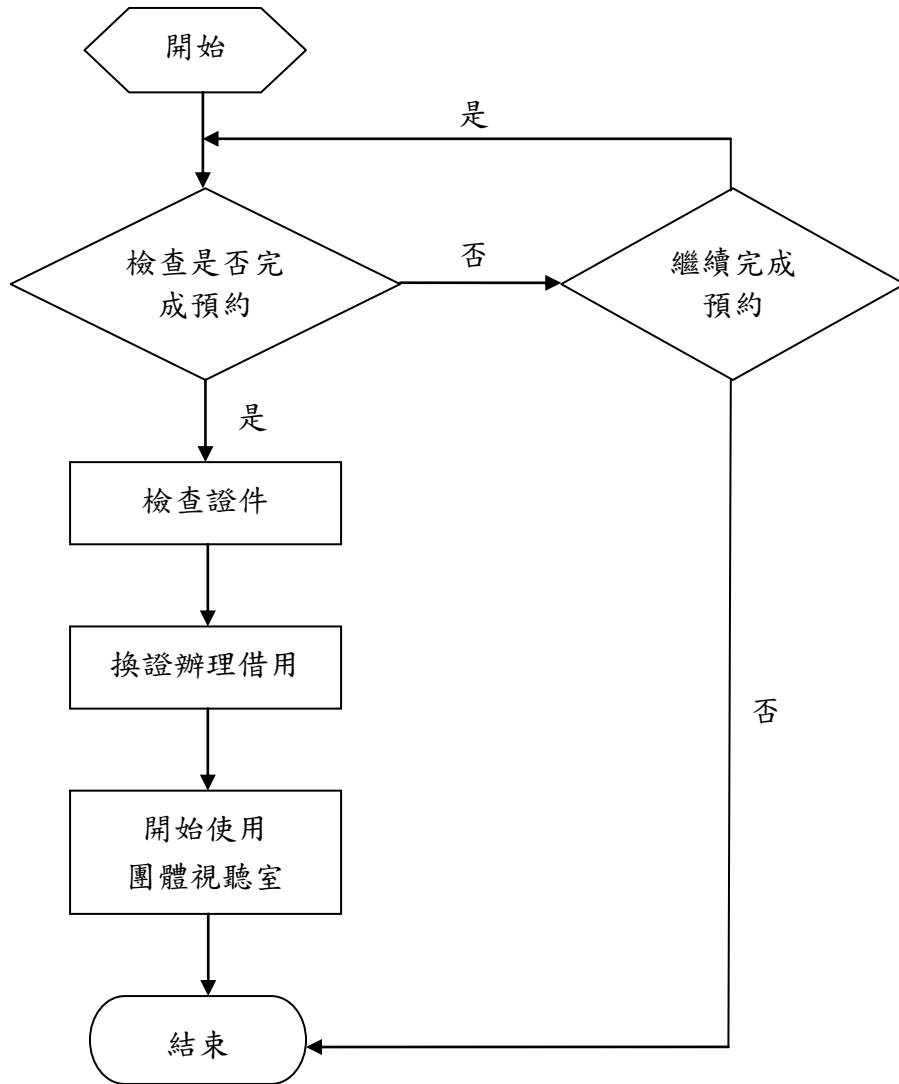 開始
是
檢查是否完
成預約
否
繼續完成
預約
是
檢查證件
換證辦理借用
否
開始使用
團體視聽室
結束